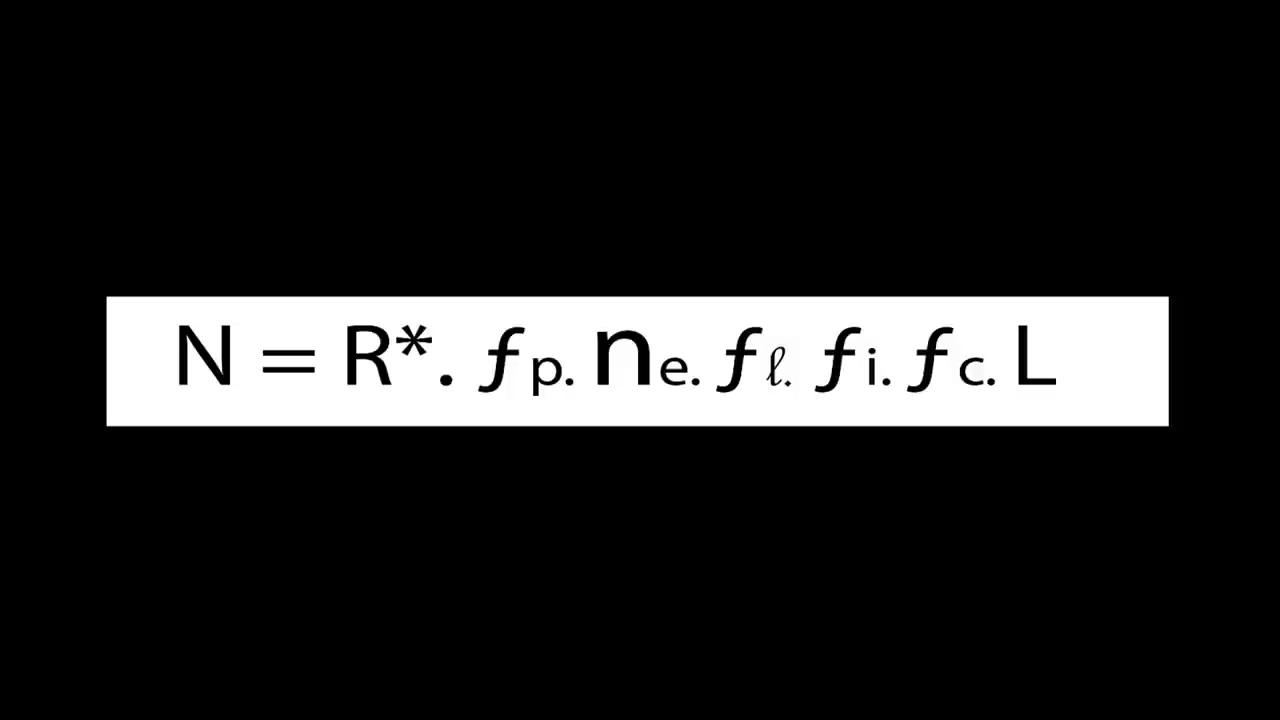 N = R*. ƒp. ne. ƒℓ. ƒi. ƒc. L